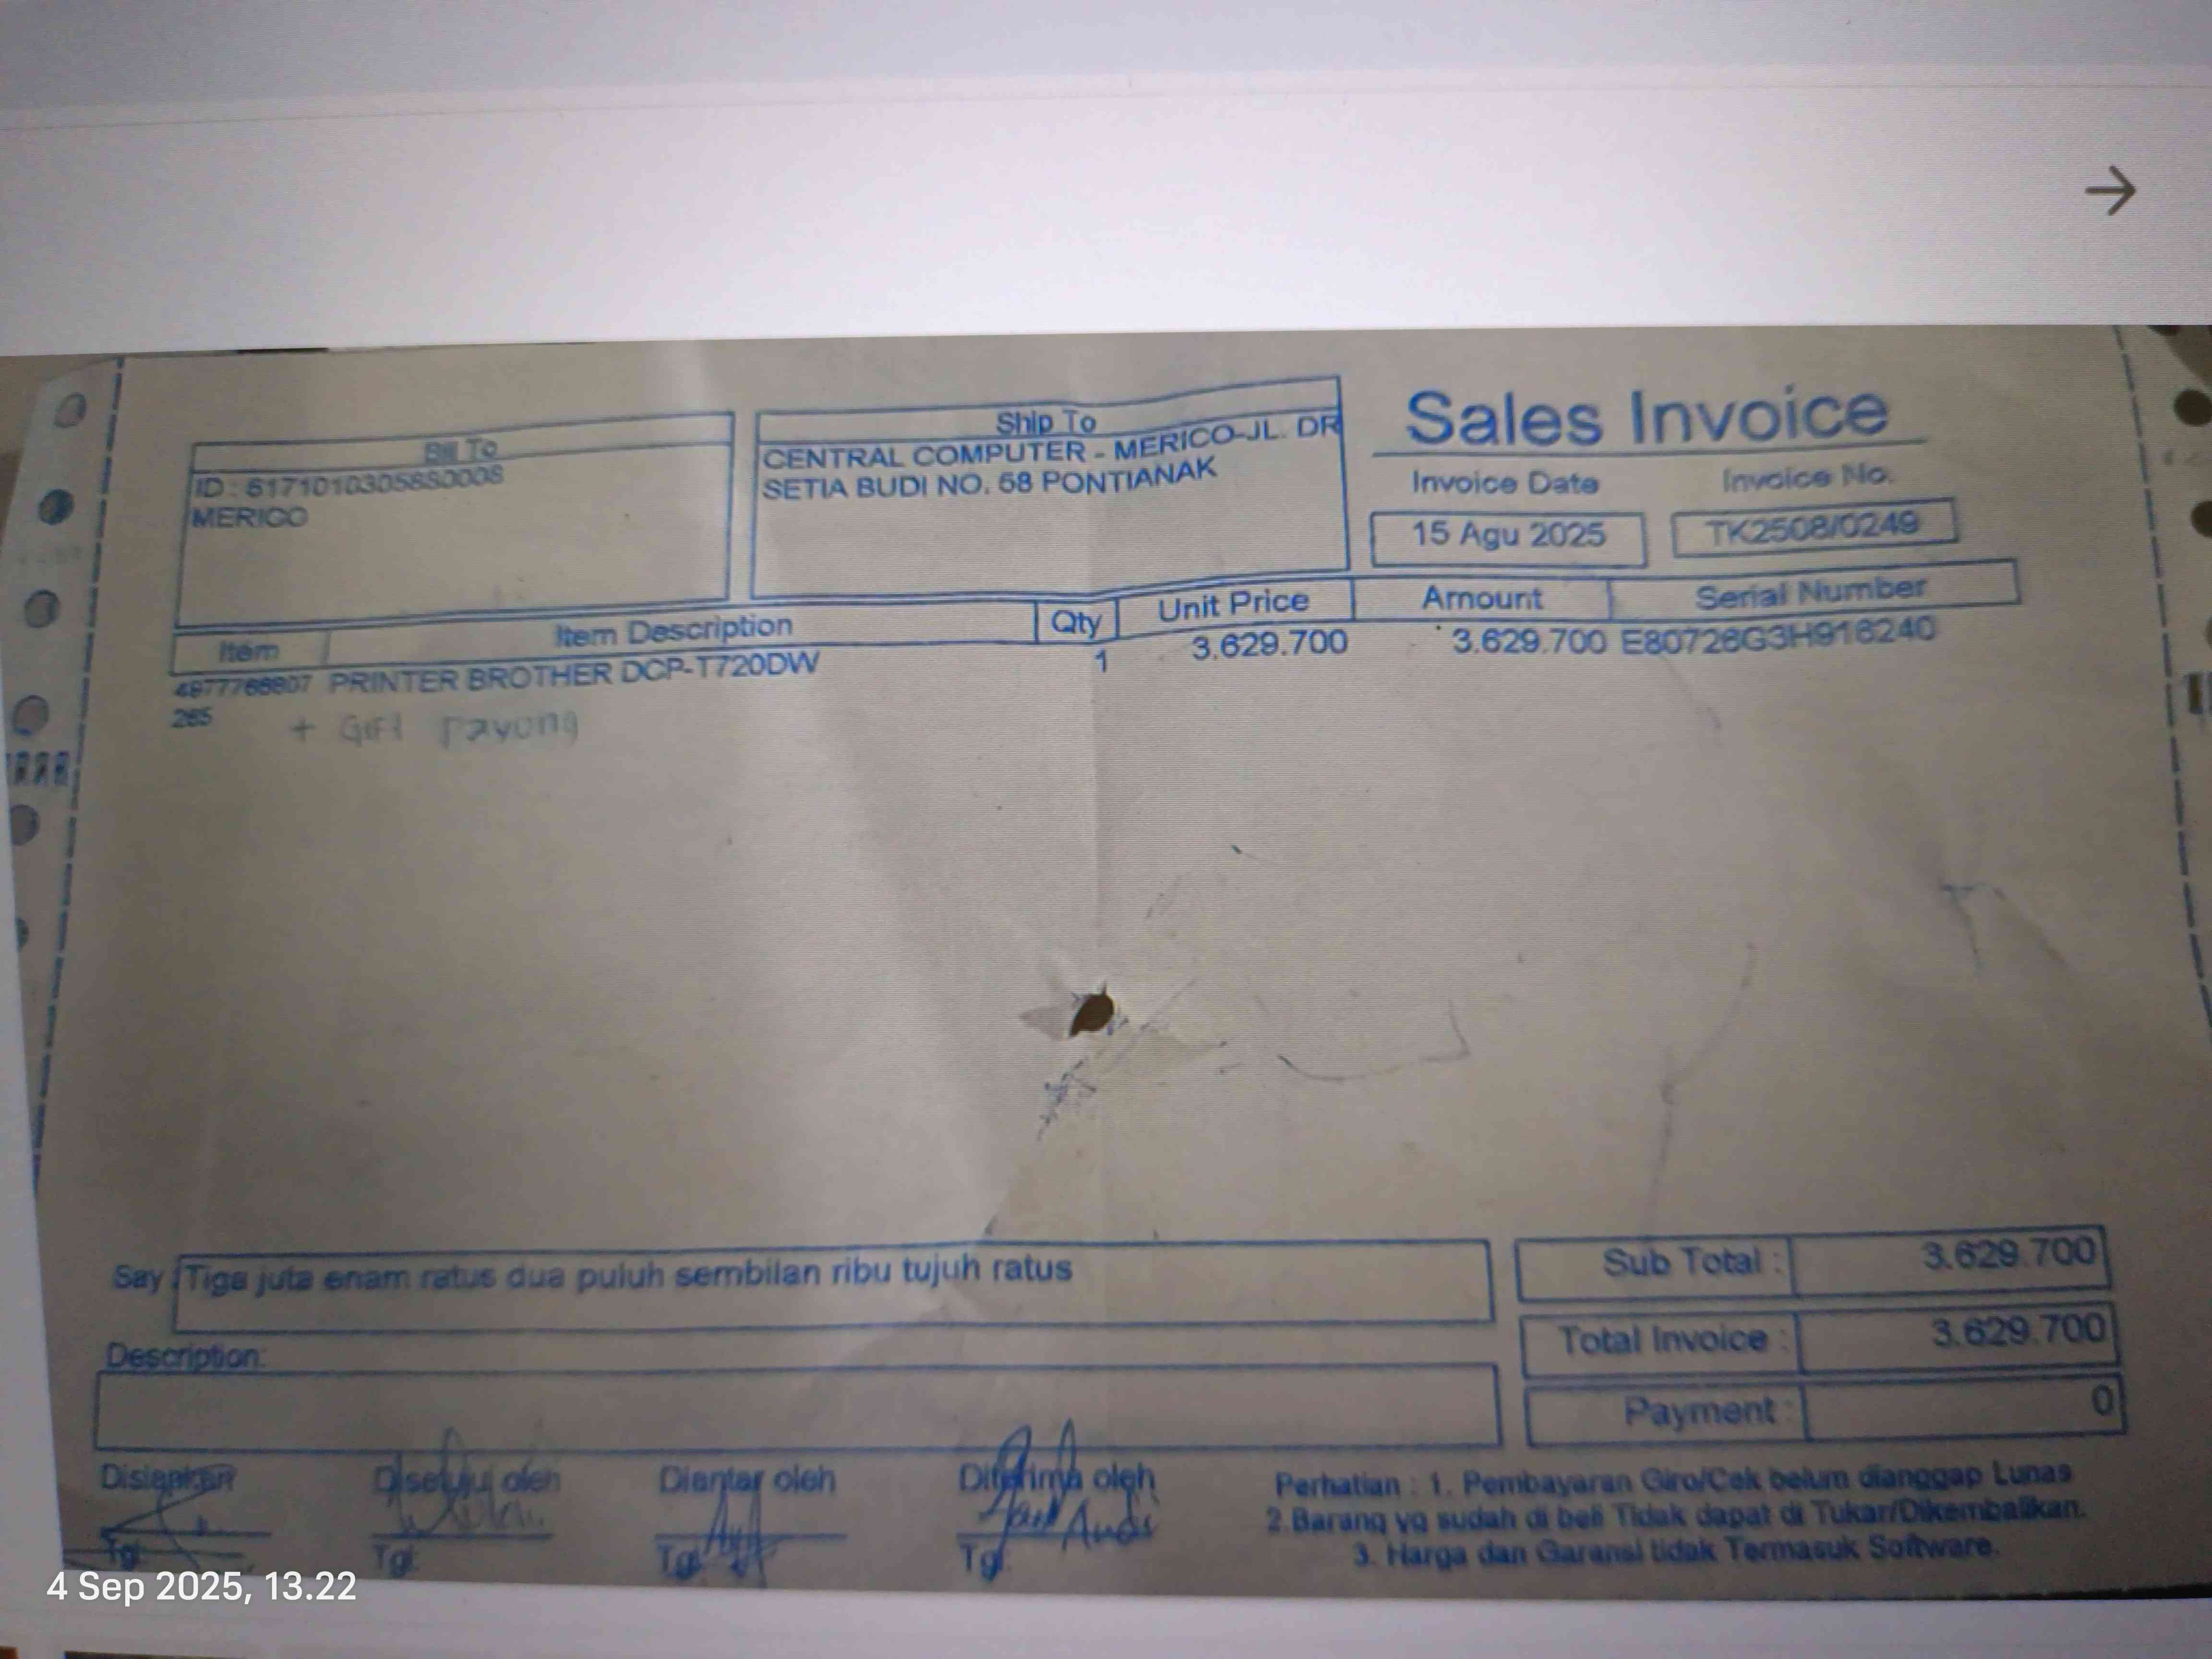 Sales Invoice
Bill To
MERICO
Ship To
CENTRAL COMPUTER - MERICO-JL. DR
SETIA BUDI NO. 58 PONTIANAK
Invoice Date
Invoice No.
15 Agu 2025
TK2508/0249
Item
Item Description
Qty
Unit Price
Amount
Serial Number
PRINTER BROTHER DCP-T720DW
1
3.629.700
3.629.700
E80726G3H916240
265
+ Gift Payung
Say
Tiga juta enam ratus dua puluh sembilan ribu tujuh ratus
Sub Total :
3.629.700
Total Invoice :
3.629.700
Payment :
0
Description:
Disiapkan
Disetujui oleh
Diantar oleh
Diterima oleh
Andi
Tgl.
Tgl.
Tgl.
Tgl.
Perhatian : 1. Pembayaran Giro/Cek belum dianggap Lunas
2.Barang yg sudah di beli Tidak dapat di Tukar/Dikembalikan.
3. Harga dan Garansi tidak Termasuk Software.
4 Sep 2025, 13.22